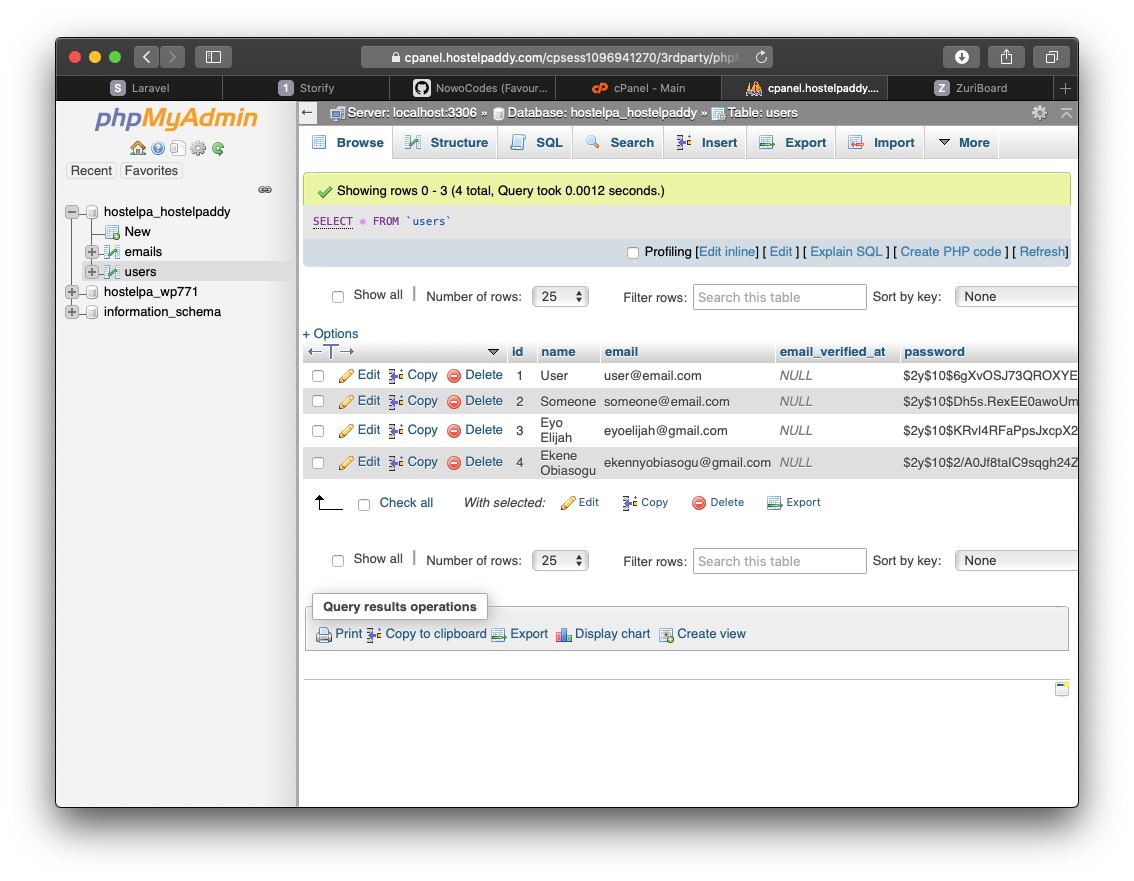 cpanel.hostelpaddy.com/cpsess1096941270/3rdparty/php
S Laravel
1 Storify
NowoCodes (Favour...
cP cPanel - Main
cpanel.hostelpaddy....
Z ZuriBoard
phpMyAdmin
Recent Favorites
hostelpa_hostelpaddy
New
emails
users
hostelpa_wp771
information_schema
Server: localhost:3306 » Database: hostelpa_hostelpaddy » Table: users
Browse Structure SQL Search Insert Export Import More
Showing rows 0 - 3 (4 total, Query took 0.0012 seconds.)
SELECT * FROM `users`
Profiling [Edit inline] [ Edit ] [ Explain SQL ] [ Create PHP code ] [ Refresh]
Show all | Number of rows: 25 Filter rows: Search this table Sort by key: None
+ Options
←T→ id name email email_verified_at password
Edit Copy Delete 1 User user@email.com NULL $2y$10$6gXvOSJ73QROXYE
Edit Copy Delete 2 Someone someone@email.com NULL $2y$10$Dh5s.RexEE0awoUm
Edit Copy Delete 3 Eyo Elijah eyoelijah@gmail.com NULL $2y$10$KRvI4RFaPpsJxcpX2
Edit Copy Delete 4 Ekene Obiasogu ekennyobiasogu@gmail.com NULL $2y$10$2/A0Jf8taIC9sqgh24Z
Check all With selected: Edit Copy Delete Export
Show all | Number of rows: 25 Filter rows: Search this table Sort by key: None
Query results operations
Print Copy to clipboard Export Display chart Create view